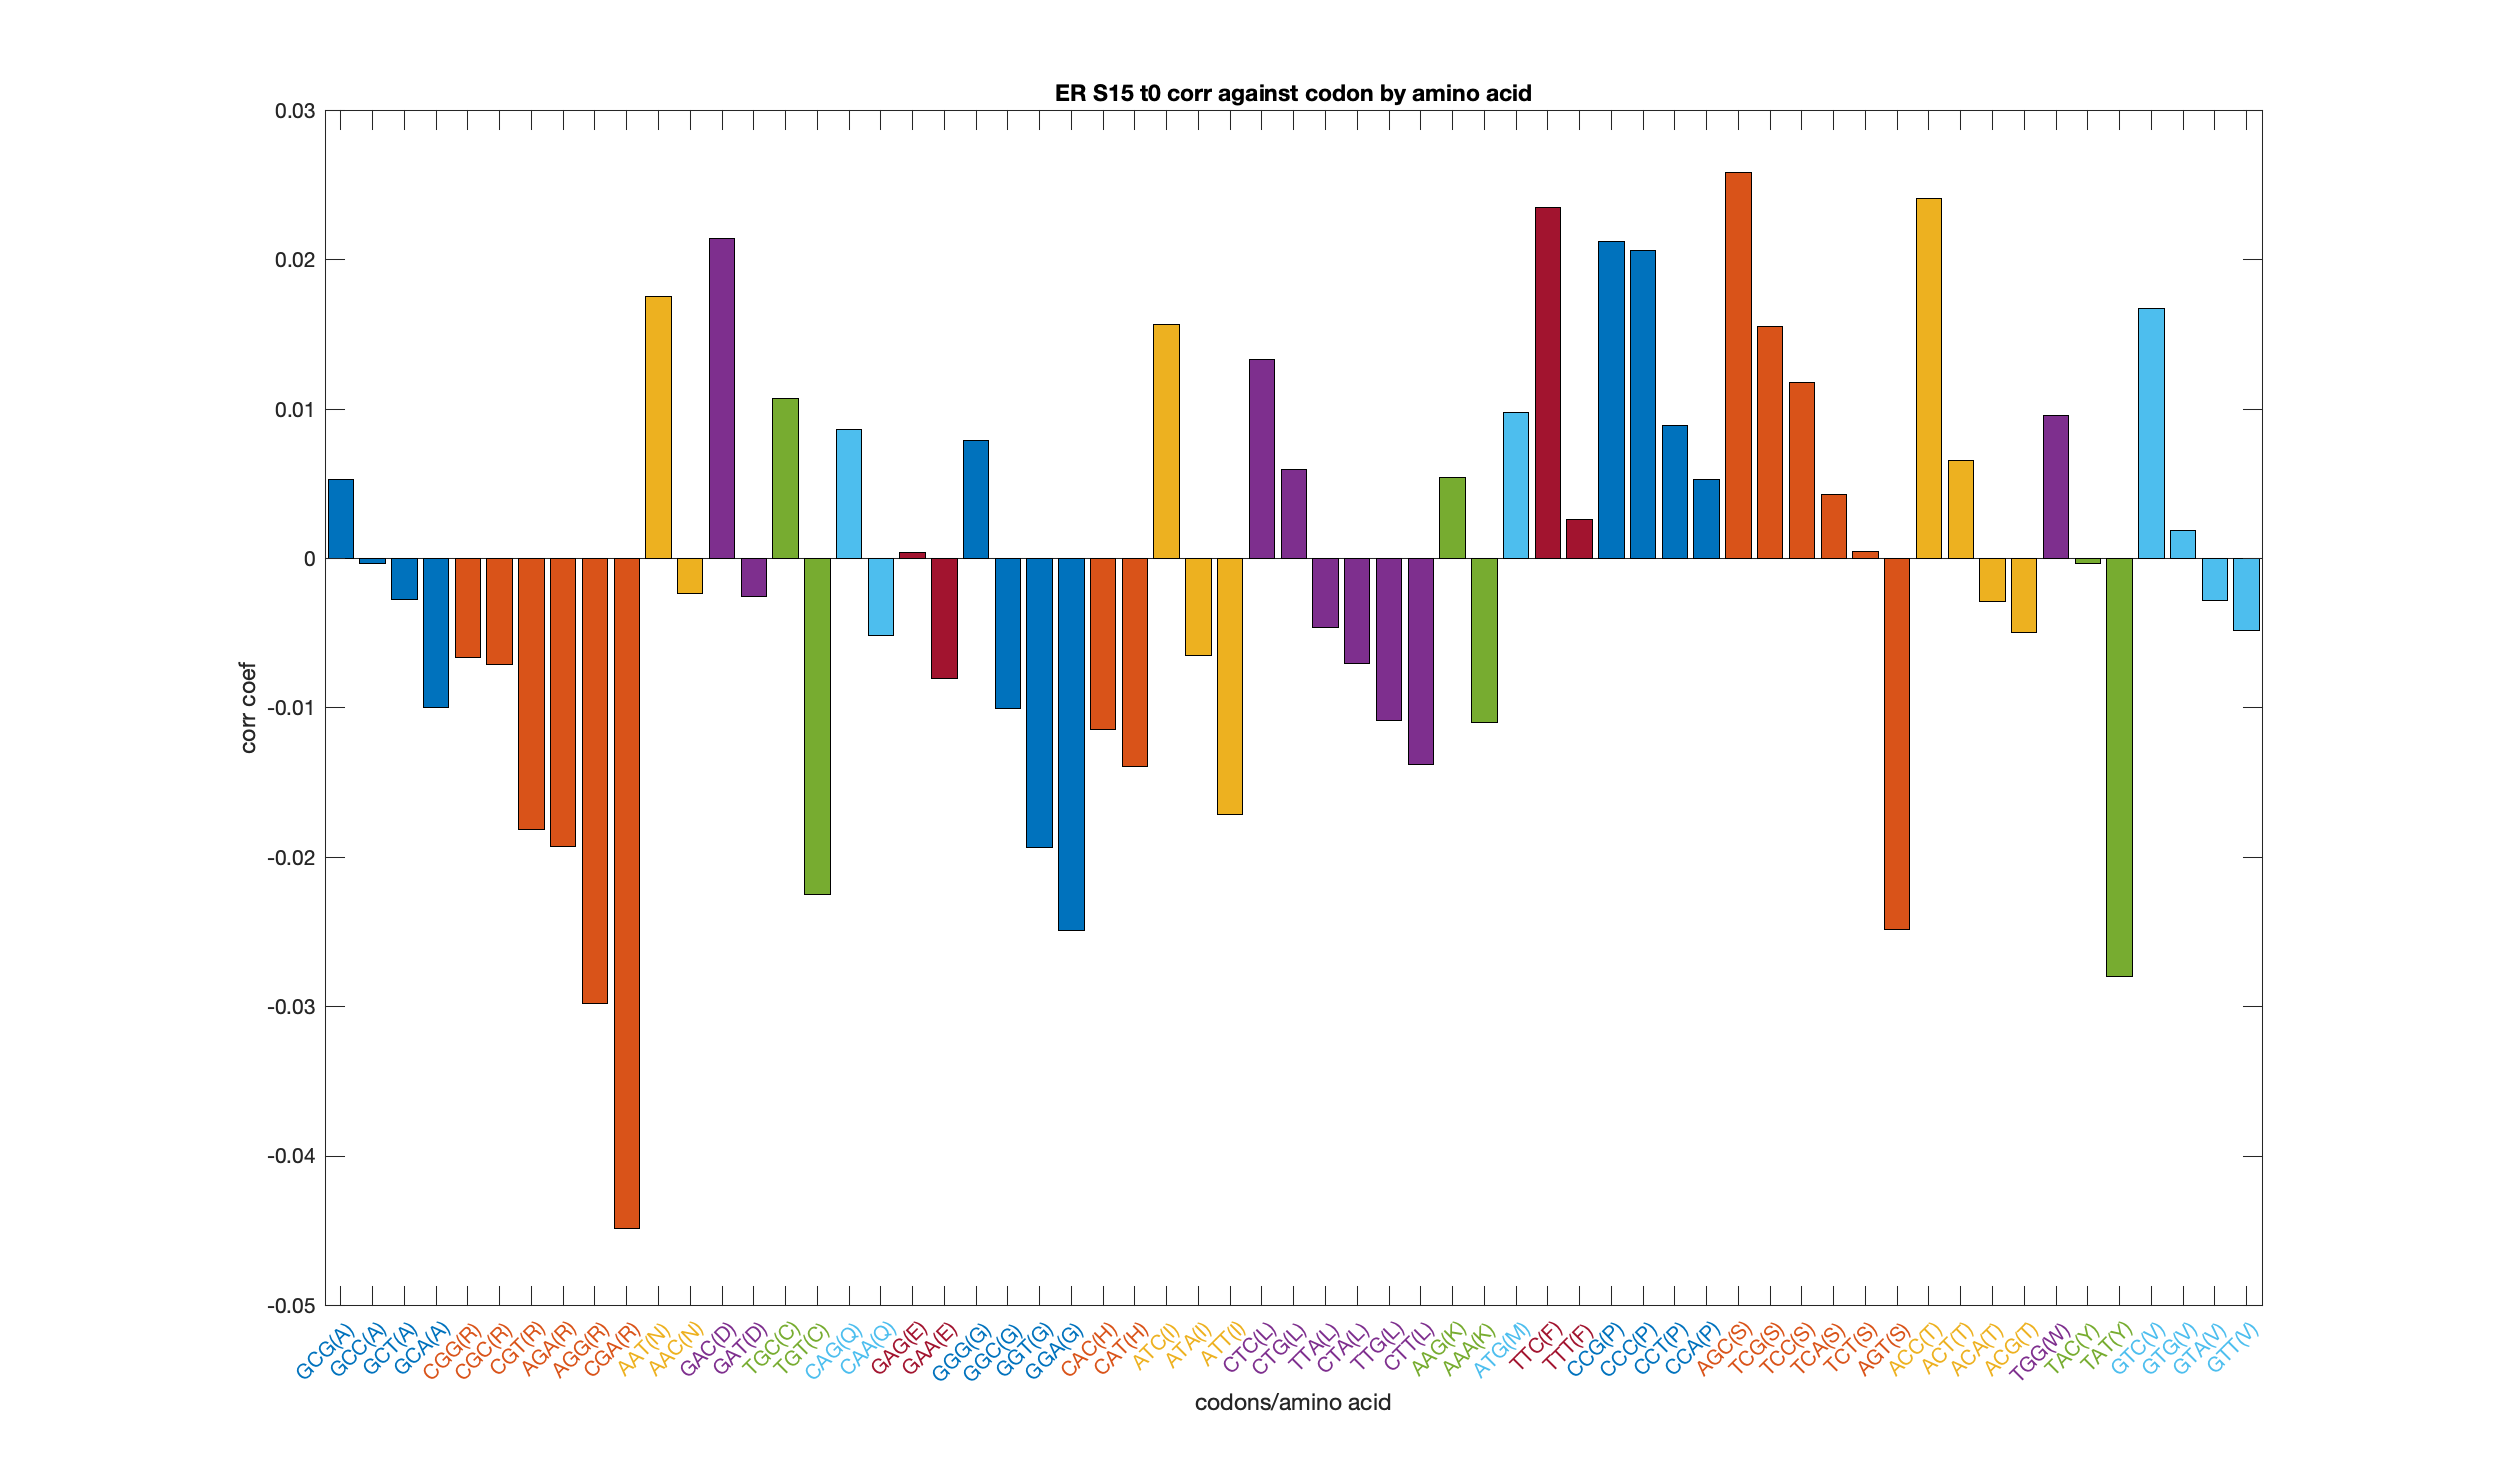 ER S15 t0 corr against codon by amino acid
0.03
0.02
0.01
0
-0.01
-0.02
-0.03
-0.04
-0.05
corr coef
GCG(A) GCC(A) GCT(A) GCA(A) CGG(R) CGC(R) CGT(R) AGA(R) AGG(R) CGA(R) AAT(N) AAC(N) GAC(D) GAT(D) TGC(C) TGT(C) CAG(Q) CAA(Q) GAG(E) GAA(E) GGG(G) GGC(G) GGT(G) GGA(G) CAC(H) CAT(H) ATC(I) ATA(I) ATT(I) CTC(L) CTG(L) TTA(L) CTA(L) TTG(L) CTT(L) AAG(K) AAA(K) ATG(M) TTC(F) TTT(F) CCG(P) CCC(P) CCT(P) CCA(P) AGC(S) TCG(S) TCC(S) TCA(S) TCT(S) AGT(S) ACC(T) ACT(T) ACA(T) ACG(T) TGG(W) TAC(Y) TAT(Y) GTC(V) GTG(V) GTA(V) GTT(V)
codons/amino acid